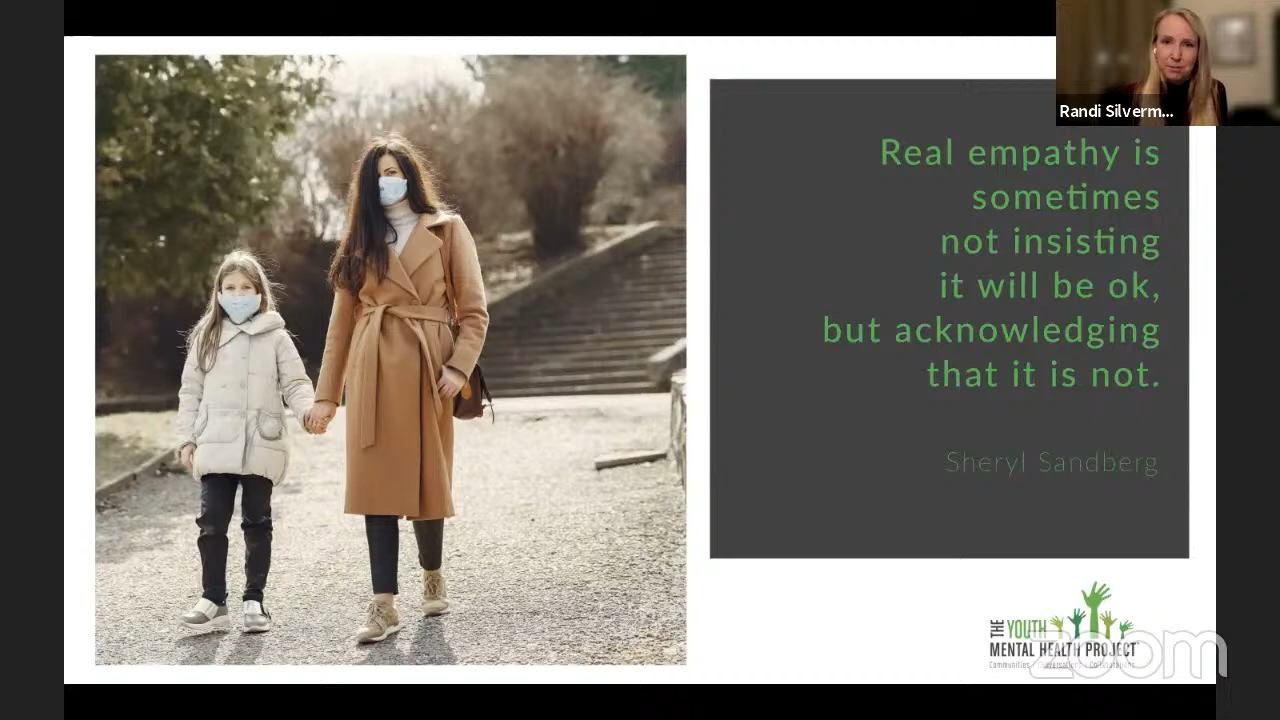 Randi Silverm...
Real empathy is
sometimes
not insisting
it will be ok,
but acknowledging
that it is not.
Sheryl Sandberg
THE YOUTH
MENTAL HEALTH PROJECT
Communities
zoom